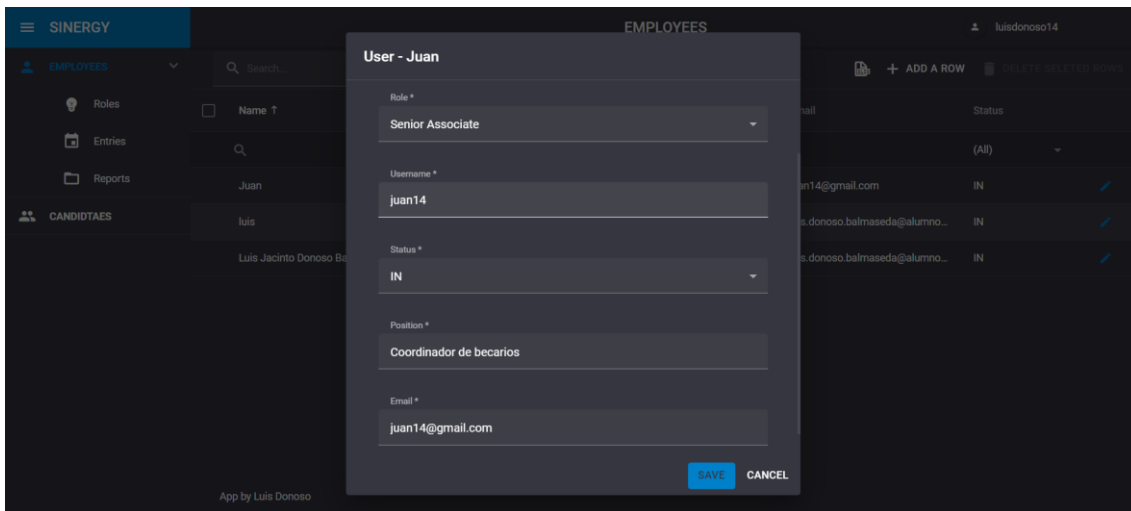 SINERGY
EMPLOYEES
luisdonoso14
EMPLOYEES
Search...
ADD A ROW
DELETE SELETED ROWS
Roles
Entries
Reports
CANDIDTAES
Name ↑
Status
(All)
Juan
an14@gmail.com
IN
luis
s.donoso.balmaseda@alumno...
IN
Luis Jacinto Donoso Ba
s.donoso.balmaseda@alumno...
IN
User - Juan
Role *
Senior Associate
Username *
juan14
Status *
IN
Position *
Coordinador de becarios
Email *
juan14@gmail.com
SAVE
CANCEL
App by Luis Donoso